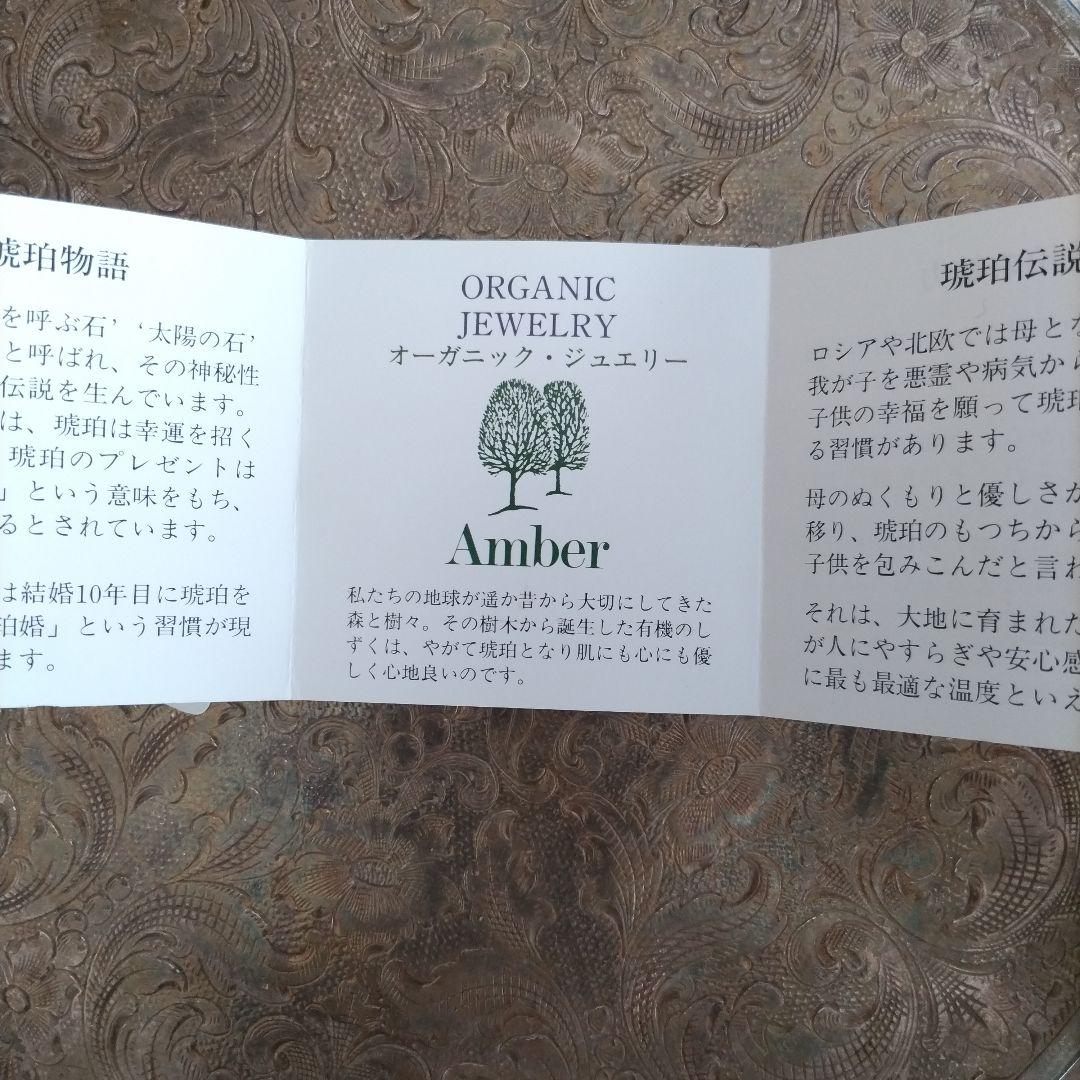 琥珀物語
を呼ぶ石’ ‘太陽の石’
と呼ばれ、その神秘性
伝説を生んでいます。
は、琥珀は幸運を招く
琥珀のプレゼントは
」という意味をもち、
るとされています。
は結婚10年目に琥珀を
珀婚」という習慣が現
ます。
ORGANIC
JEWELRY
オーガニック・ジュエリー
Amber
私たちの地球が遥か昔から大切にしてきた
森と樹々。その樹木から誕生した有機のし
ずくは、やがて琥珀となり肌にも心にも優
しく心地良いのです。
琥珀伝説
ロシアや北欧では母とな
我が子を悪霊や病気から
子供の幸福を願って琥珀
る習慣があります。
母のぬくもりと優しさが
移り、琥珀のもつちから
子供を包みこんだと言わ
それは、大地に育まれた
が人にやすらぎや安心感
に最も最適な温度といえ